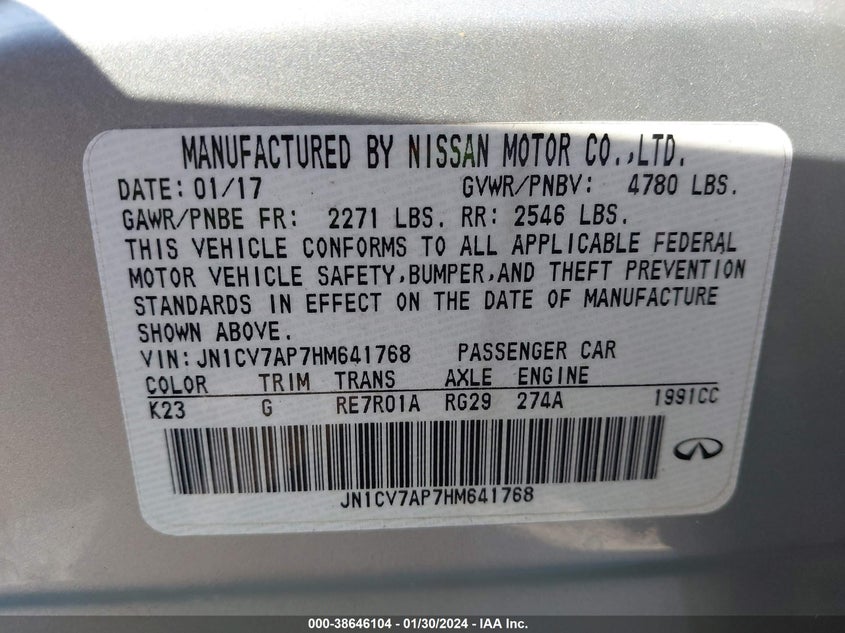 MANUFACTURED BY NISSAN MOTOR CO.,LTD.
DATE: 01/17 GVWR/PNBV: 4780 LBS.
GAWR/PNBE FR: 2271 LBS. RR: 2546 LBS.
THIS VEHICLE CONFORMS TO ALL APPLICABLE FEDERAL
MOTOR VEHICLE SAFETY,BUMPER,AND THEFT PREVENTION
STANDARDS IN EFFECT ON THE DATE OF MANUFACTURE
SHOWN ABOVE.
VIN: JN1CV7AP7HM641768 PASSENGER CAR
COLOR TRIM TRANS AXLE ENGINE
K23 G RE7R01A RG29 274A 1991CC
JN1CV7AP7HM641768
000-38646104 — 01/30/2024 — IAA Inc.